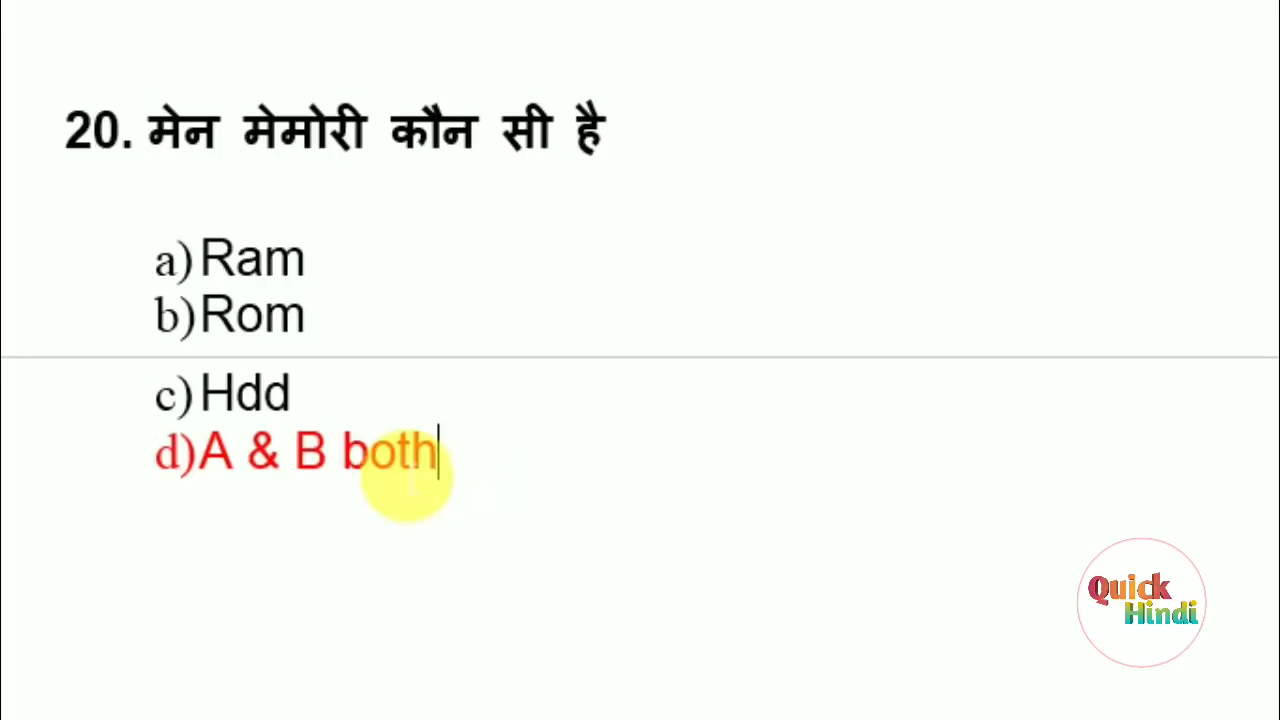 20. मेन मेमोरी कौन सी है
a) Ram
b) Rom
c) Hdd
d) A & B both
Quick
Hindi